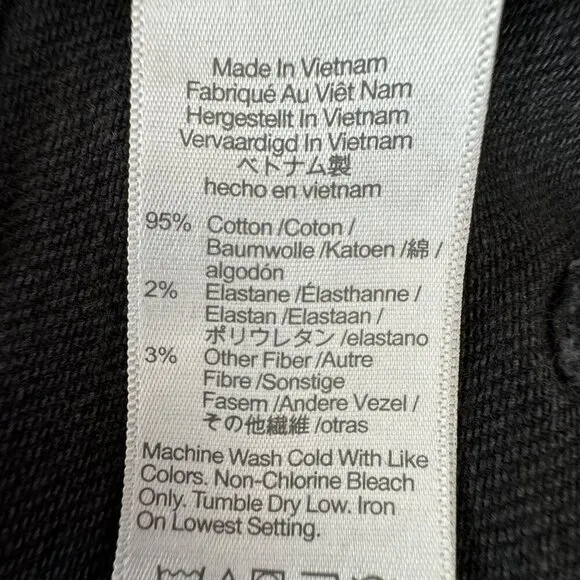 Made In Vietnam
Fabriqué Au Viêt Nam
Hergestellt In Vietnam
Vervaardigd In Vietnam
ベトナム製
hecho en vietnam
95% Cotton /Coton /
Baumwolle /Katoen /綿 /
algodón
2% Elastane /Élasthanne /
Elastan /Elastaan /
ポリウレタン /elastano
3% Other Fiber /Autre
Fibre /Sonstige
Fasern /Andere Vezel /
その他繊維 /otras
Machine Wash Cold With Like
Colors. Non-Chlorine Bleach
Only. Tumble Dry Low. Iron
On Lowest Setting.